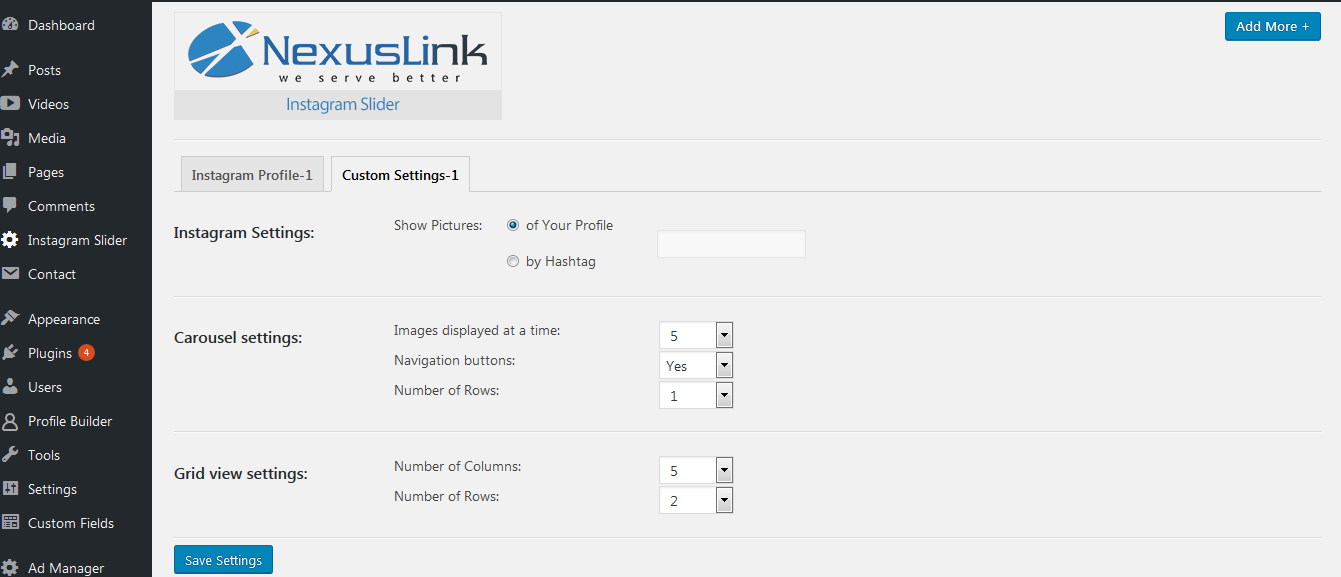 Dashboard
Posts
Videos
Media
Pages
Comments
Instagram Slider
Contact
Appearance
Plugins 4
Users
Profile Builder
Tools
Settings
Custom Fields
Ad Manager
NexusLink
we serve better
Instagram Slider
Add More +
Instagram Profile-1 Custom Settings-1
Instagram Settings: Show Pictures: of Your Profile
by Hashtag
Carousel settings: Images displayed at a time: 5
Navigation buttons: Yes
Number of Rows: 1
Grid view settings: Number of Columns: 5
Number of Rows: 2
Save Settings